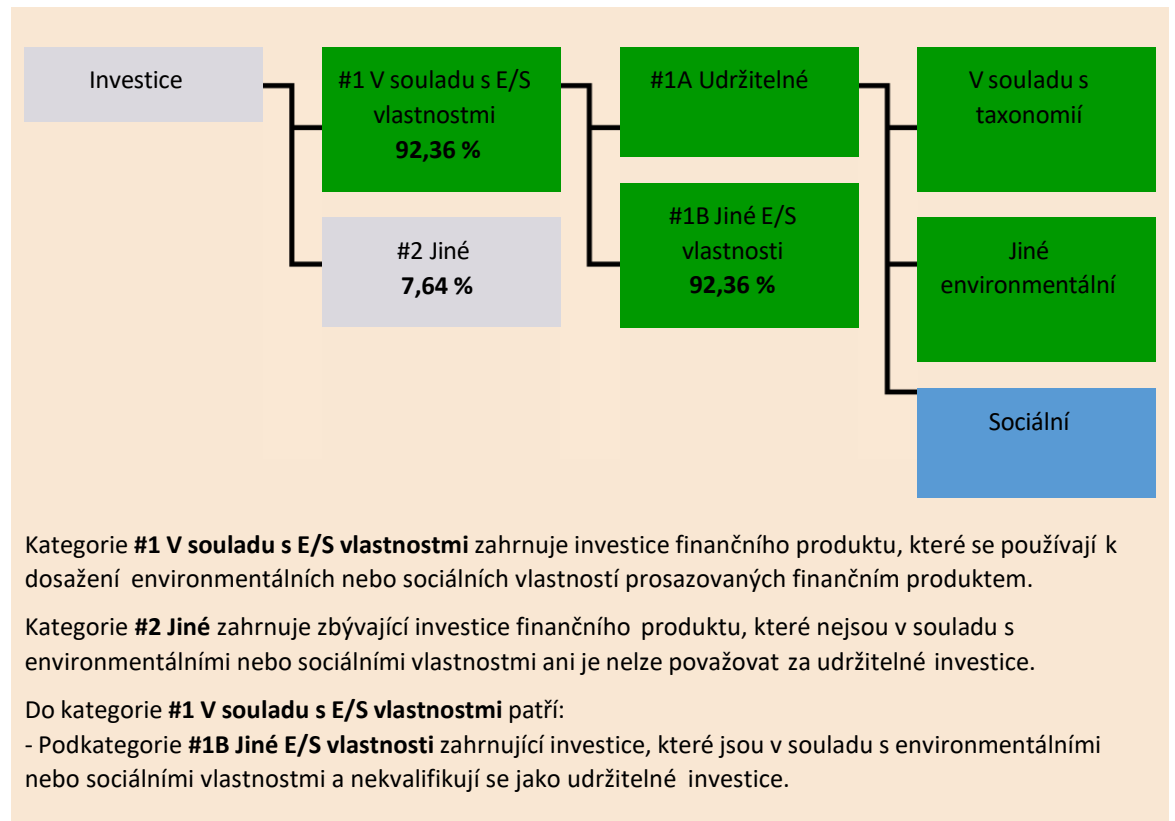 Investice
#1 V souladu s E/S
vlastnostmi
92,36 %
#2 Jiné
7,64 %
#1A Udržitelné
#1B Jiné E/S
vlastnosti
92,36 %
V souladu s
taxonomií
Jiné
environmentální
Sociální
Kategorie #1 V souladu s E/S vlastnostmi zahrnuje investice finančního produktu, které se používají k
dosažení environmentálních nebo sociálních vlastností prosazovaných finančním produktem.
Kategorie #2 Jiné zahrnuje zbývající investice finančního produktu, které nejsou v souladu s
environmentálními nebo sociálními vlastnostmi ani je nelze považovat za udržitelné investice.
Do kategorie #1 V souladu s E/S vlastnostmi patří:
- Podkategorie #1B Jiné E/S vlastnosti zahrnující investice, které jsou v souladu s environmentálními
nebo sociálními vlastnostmi a nekvalifikují se jako udržitelné investice.